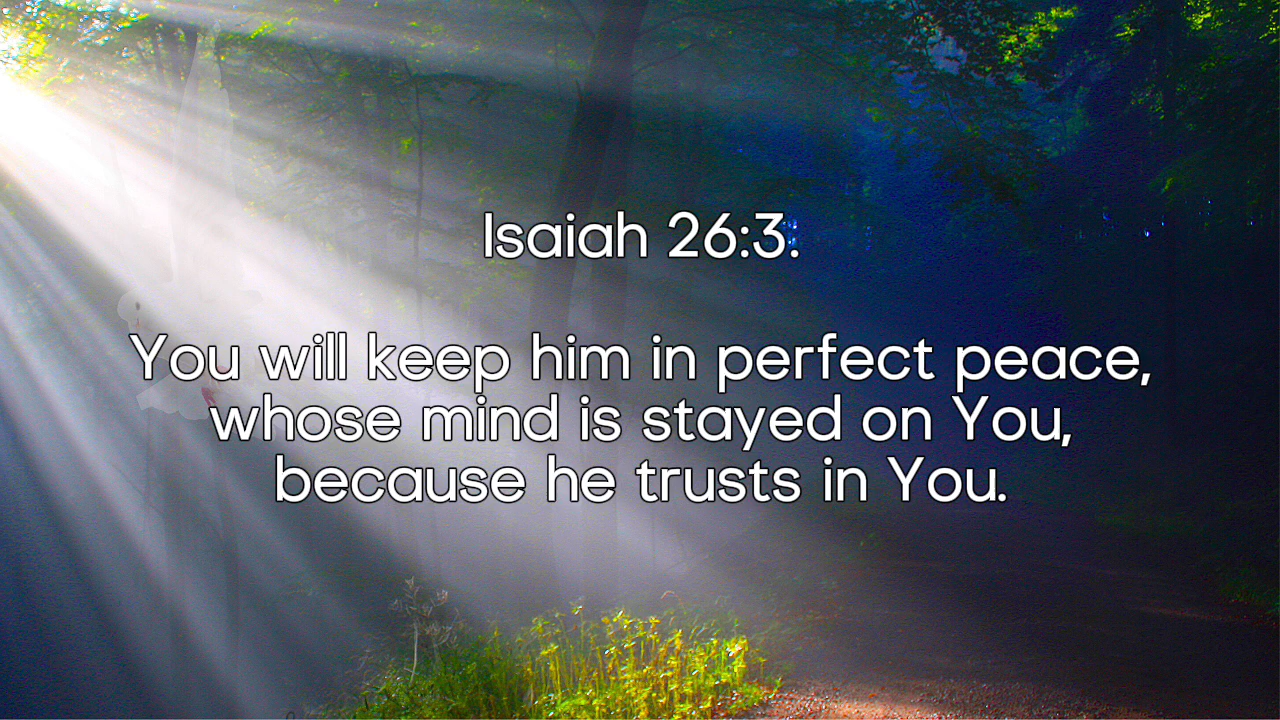 Isaiah 26:3.
You will keep him in perfect peace,
whose mind is stayed on You,
because he trusts in You.